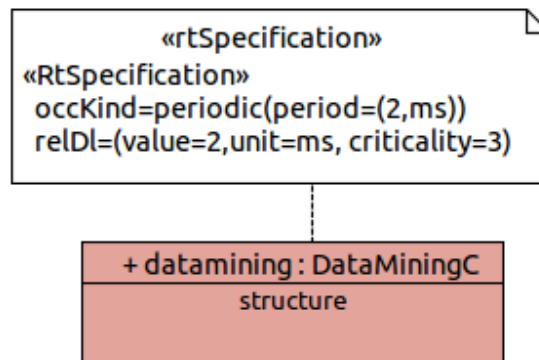 «rtSpecification»
«RtSpecification»
occKind=periodic(period=(2,ms))
relDl=(value=2,unit=ms, criticality=3)
+ datamining : DataMiningC
structure